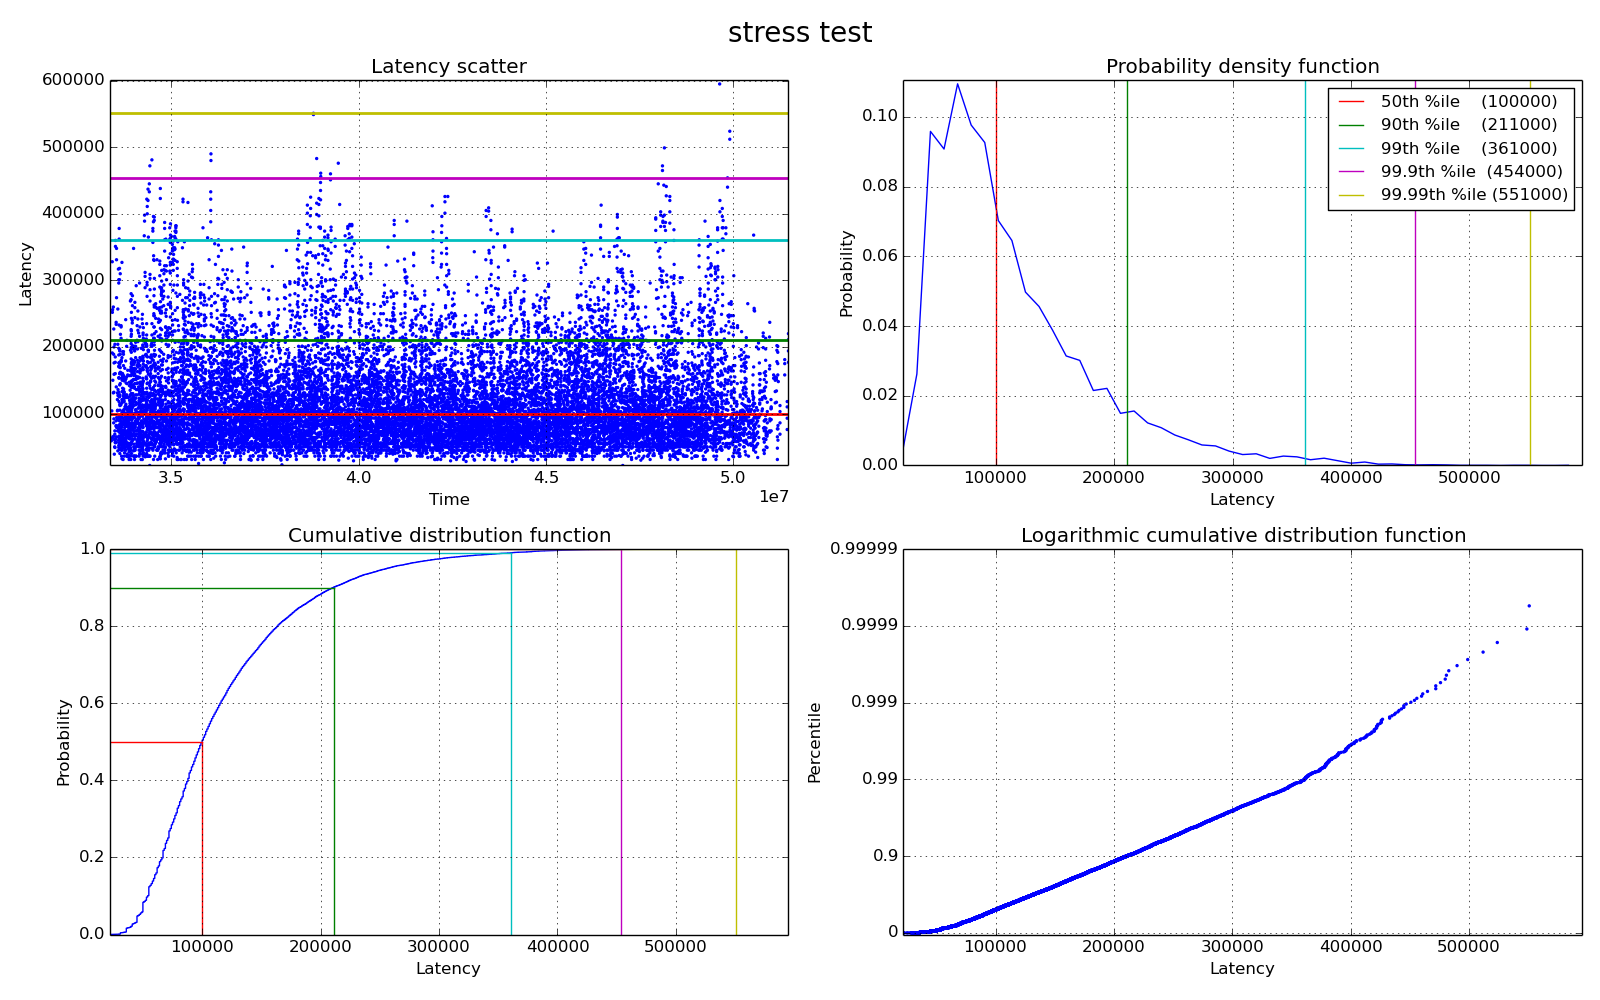 stress test
Latency scatter
600000
500000
400000
300000
200000
100000
Latency
3.5 4.0 4.5 5.0
1e7
Time
Probability density function
0.10
0.08
0.06
0.04
0.02
0.00
Probability
50th %ile (100000)
90th %ile (211000)
99th %ile (361000)
99.9th %ile (454000)
99.99th %ile (551000)
100000 200000 300000 400000 500000
Latency
Cumulative distribution function
1.0
0.8
0.6
0.4
0.2
0.0
Probability
100000 200000 300000 400000 500000
Latency
Logarithmic cumulative distribution function
0.99999
0.9999
0.999
0.99
0.9
0
Percentile
100000 200000 300000 400000 500000
Latency